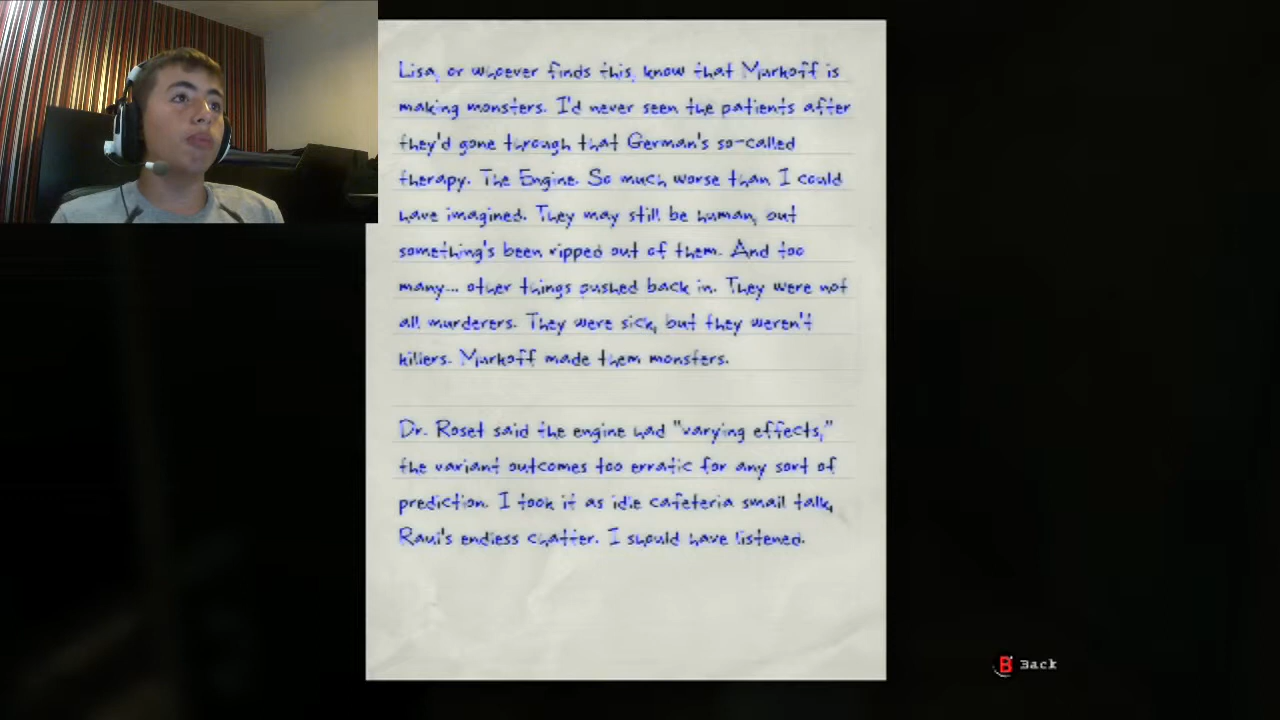 Lisa, or whoever finds this, know that Murkoff is
making monsters. I'd never seen the patients after
they'd gone through that German's so-called
therapy. The Engine. So much worse than I could
have imagined. They may still be human, but
something's been ripped out of them. And too
many... other things pushed back in. They were not
all murderers. They were sick, but they weren't
killers. Murkoff made them monsters.
Dr. Roset said the engine had "varying effects,"
the variant outcomes too erratic for any sort of
prediction. I took it as idle cafeteria small talk,
Raul's endless chatter. I should have listened.
B Back